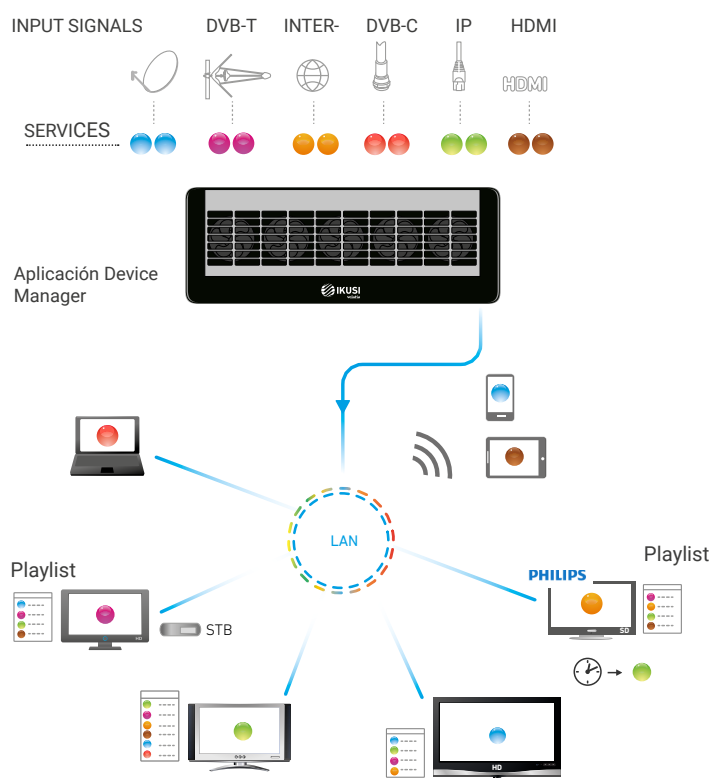 INPUT SIGNALS DVB-T INTER- DVB-C IP HDMI
HDMI
SERVICES
Aplicación Device
Manager
IKUSI
velatia
LAN
Playlist
PHILIPS
Playlist
HD
STB
SD
HD